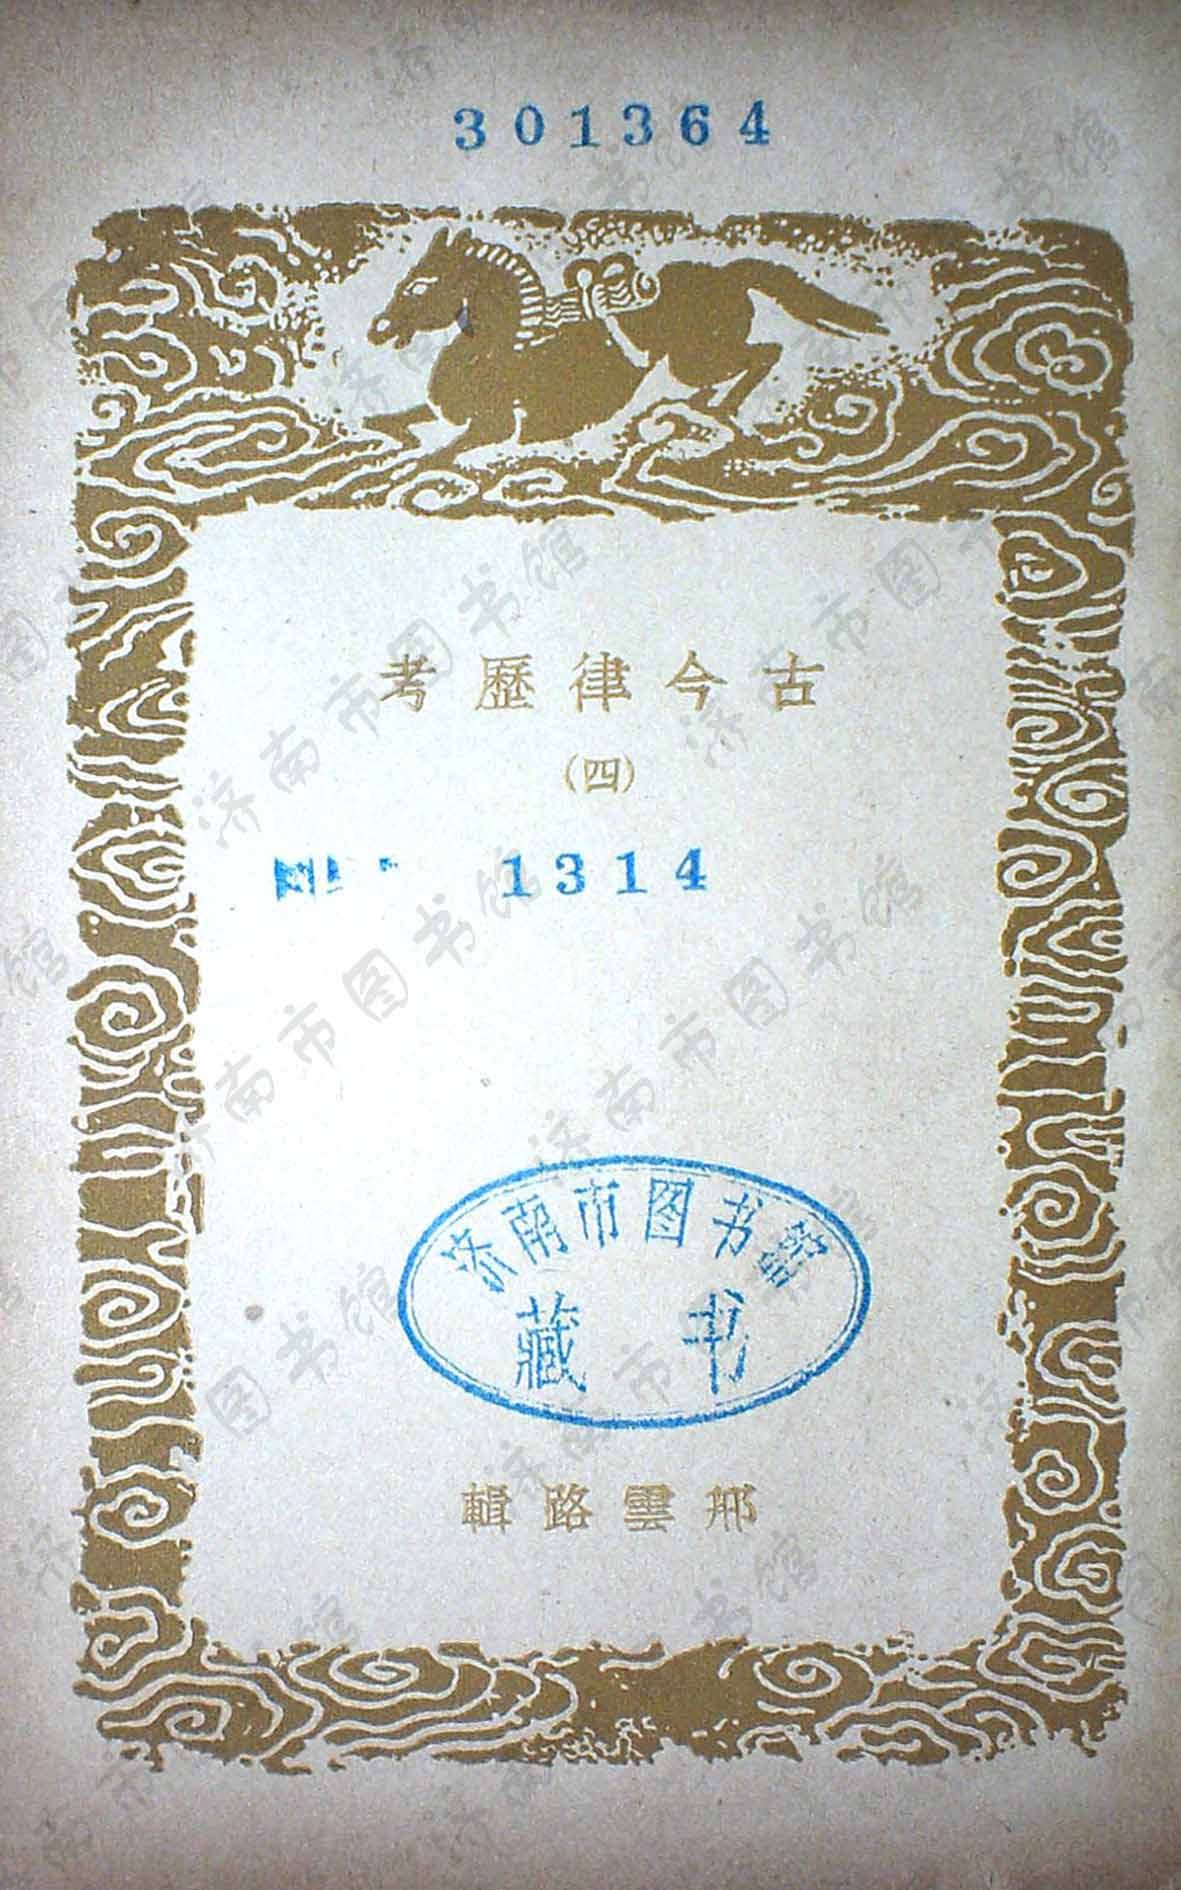 301364
古今律歷考
(四)
1314
济南市图书馆
藏书
邢雲路輯